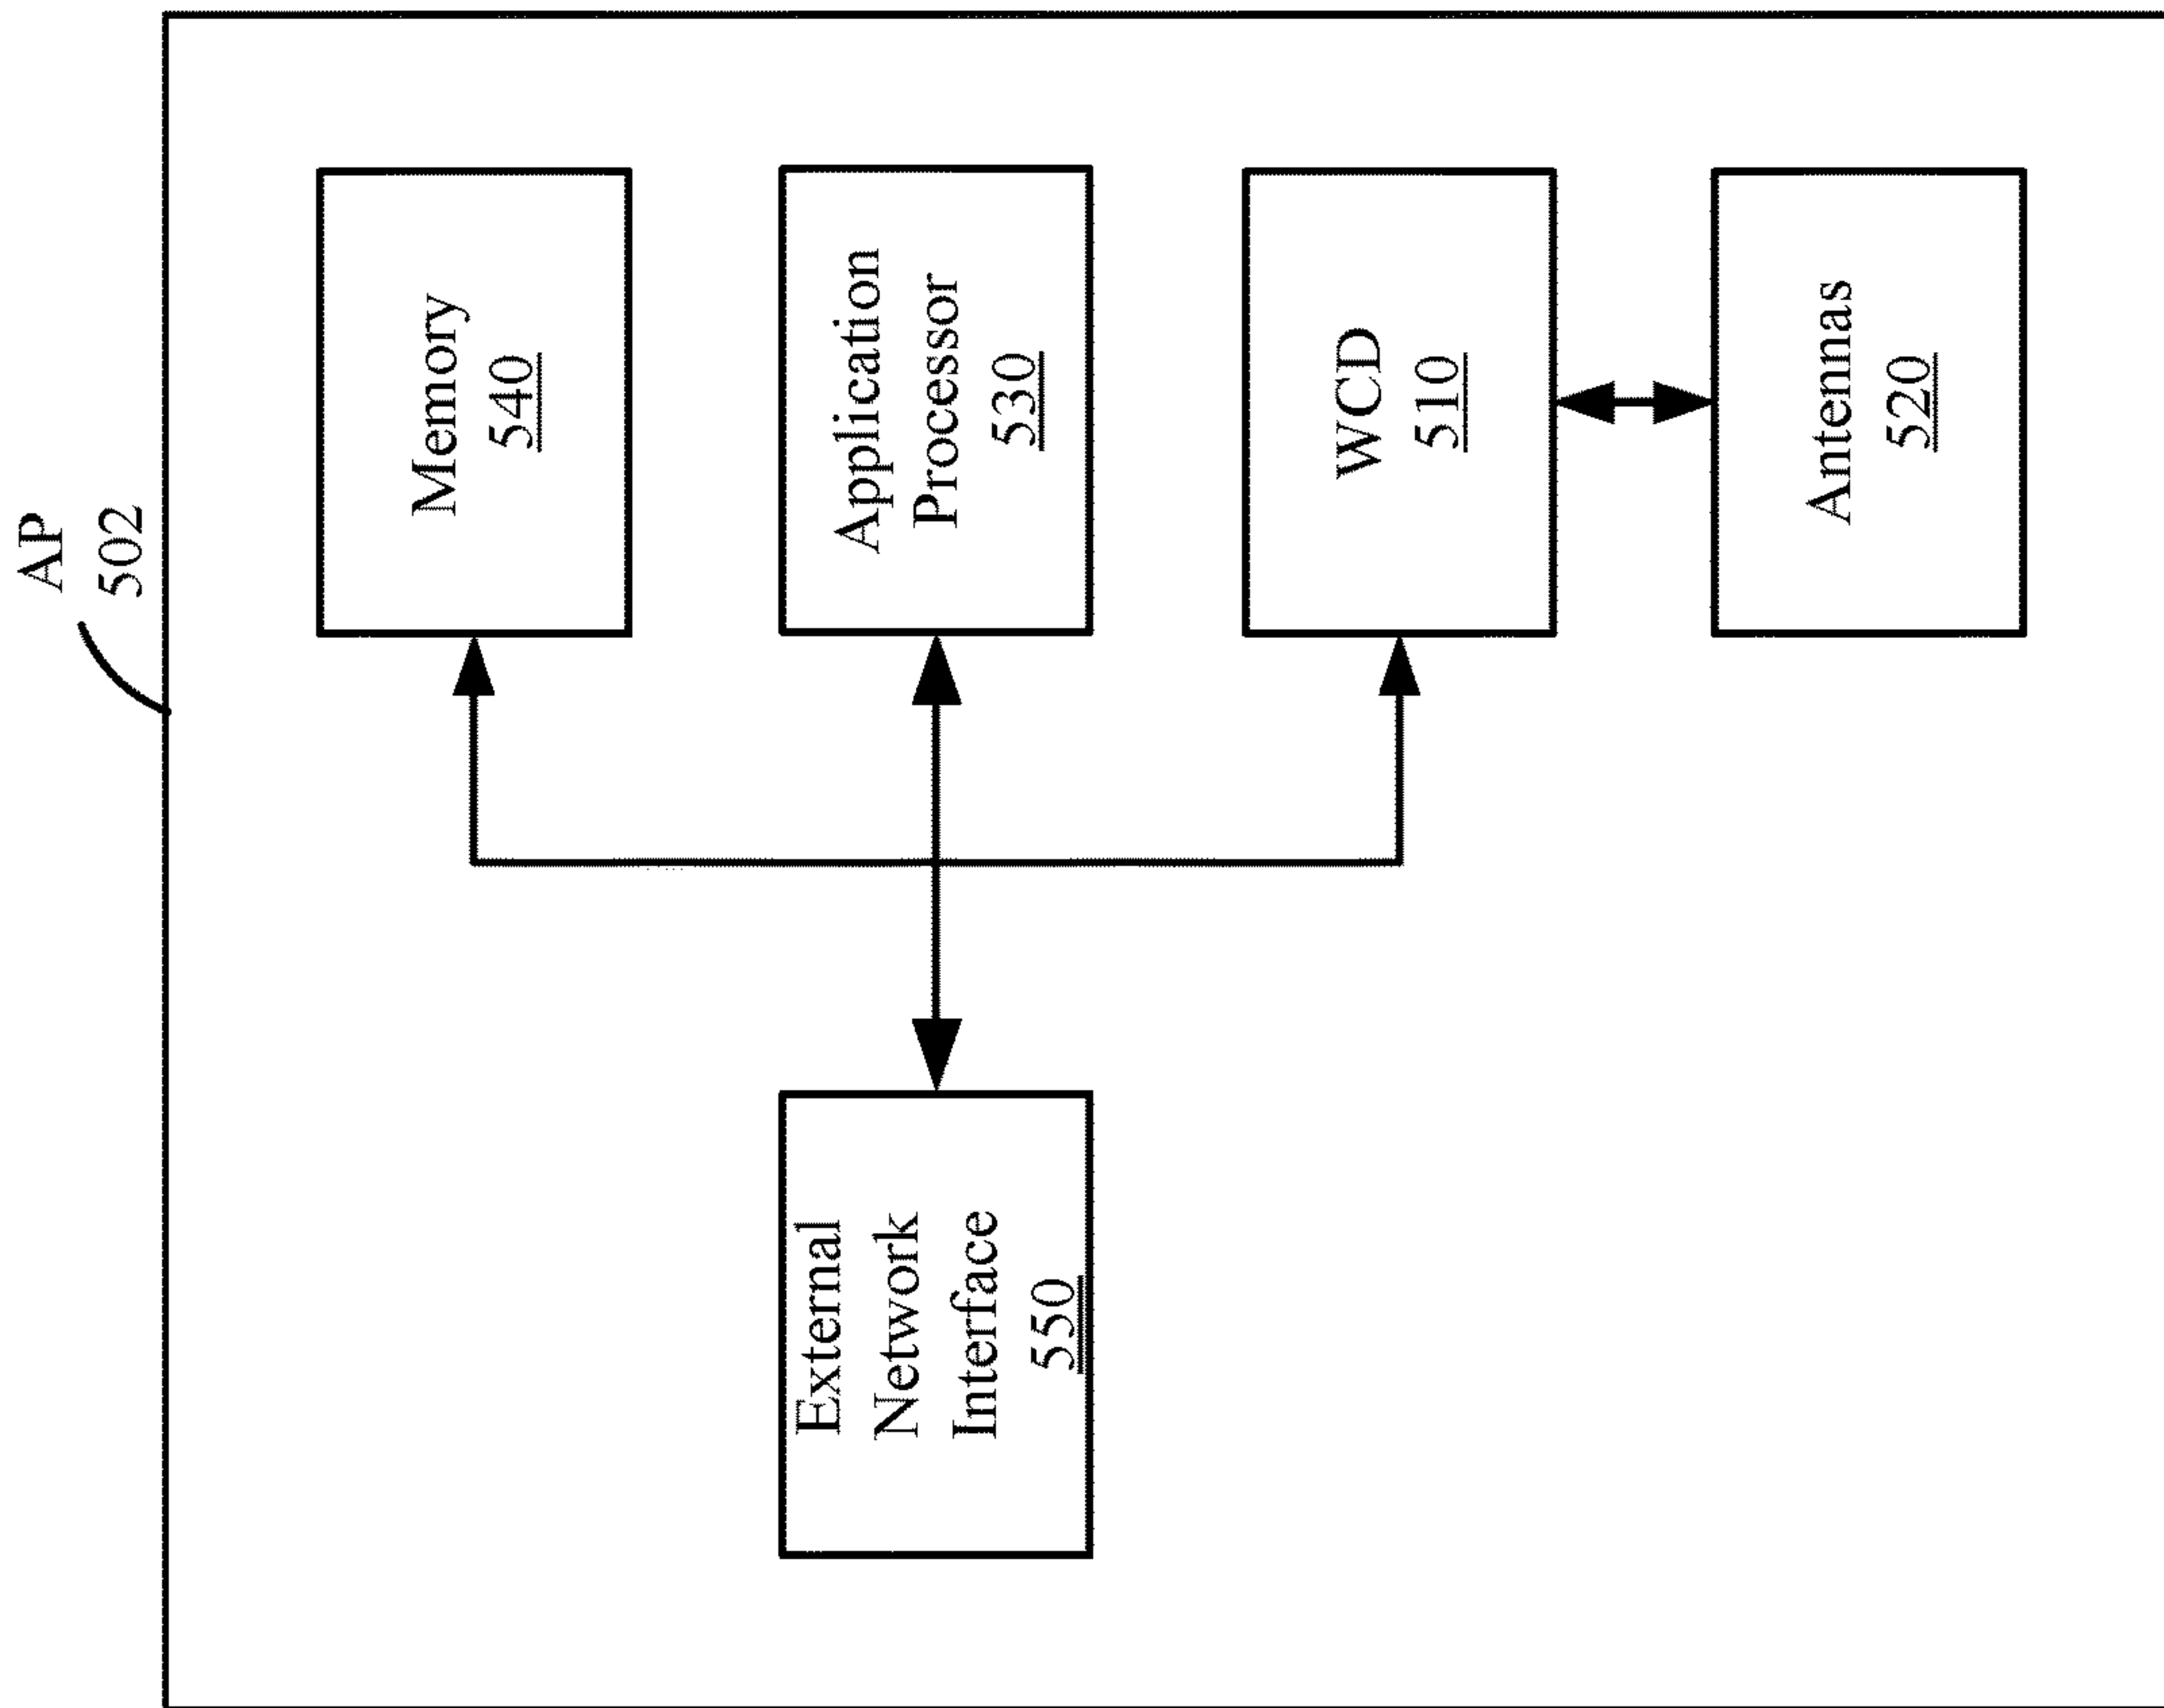 AP
502
Memory
540
Application
Processor
530
WCD
510
Antennas
520
External
Network
Interface
550